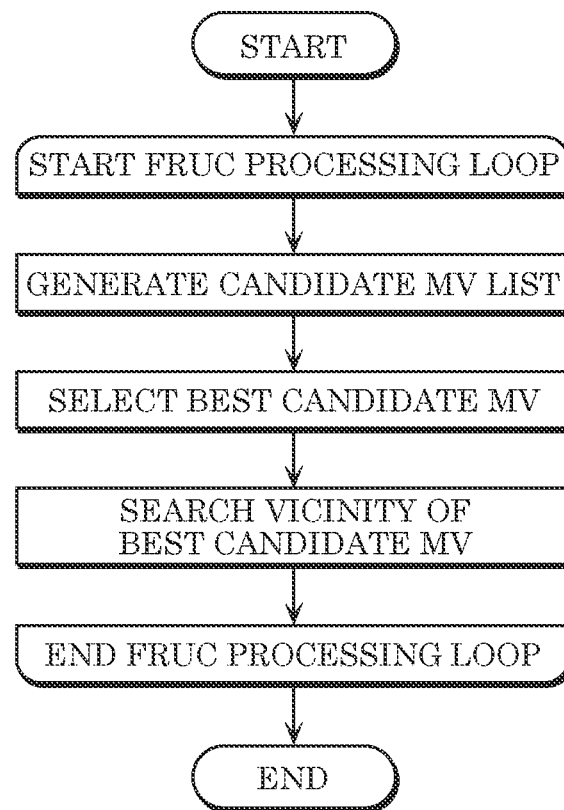 START
START FRUC PROCESSING LOOP
GENERATE CANDIDATE MV LIST
SELECT BEST CANDIDATE MV
SEARCH VICINITY OF
BEST CANDIDATE MV
END FRUC PROCESSING LOOP
END